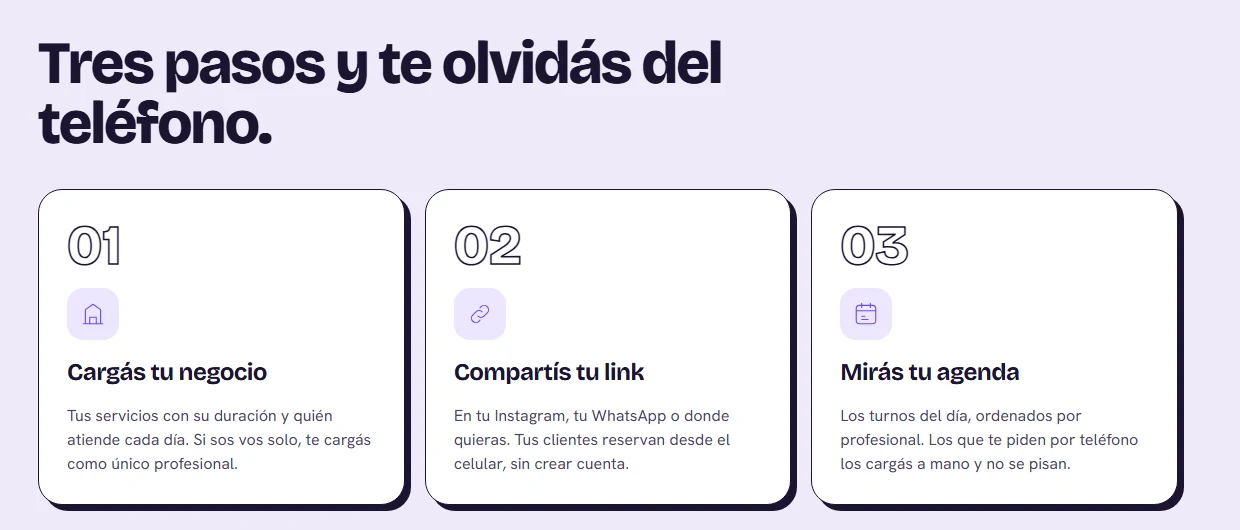 Tres pasos y te olvidás del
teléfono.
01
Cargás tu negocio
Tus servicios con su duración y quién
atiende cada día. Si sos vos solo, te cargás
como único profesional.
02
Compartís tu link
En tu Instagram, tu WhatsApp o donde
quieras. Tus clientes reservan desde el
celular, sin crear cuenta.
03
Mirás tu agenda
Los turnos del día, ordenados por
profesional. Los que te piden por teléfono
los cargás a mano y no se pisan.